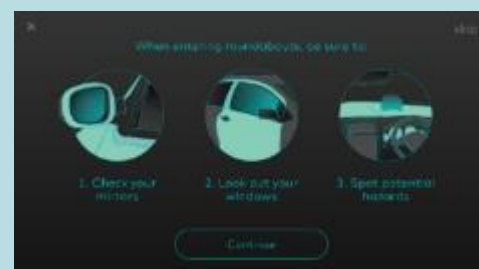 ×
skip
When entering roundabouts, be sure to:
1. Check your
mirrors
2. Look out your
windows
3. Spot potential
hazards
Continue